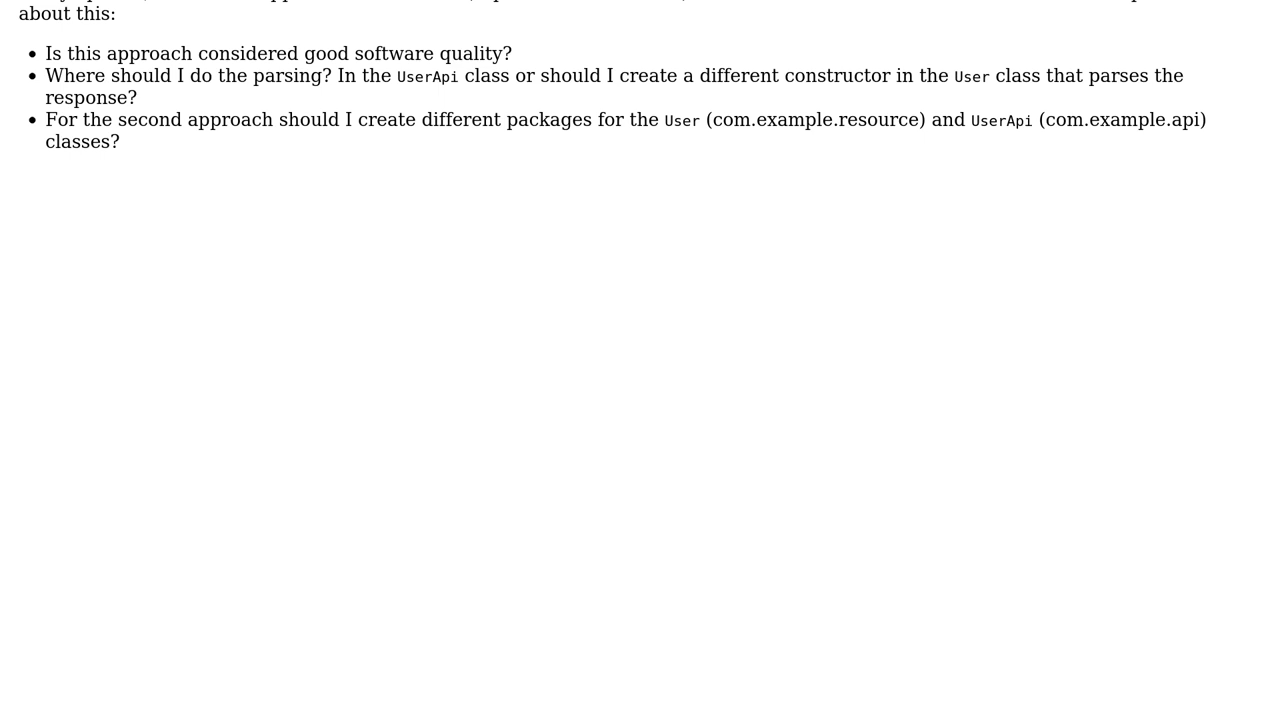 about this:
Is this approach considered good software quality?
Where should I do the parsing? In the UserApi class or should I create a different constructor in the User class that parses the
response?
For the second approach should I create different packages for the User (com.example.resource) and UserApi (com.example.api)
classes?